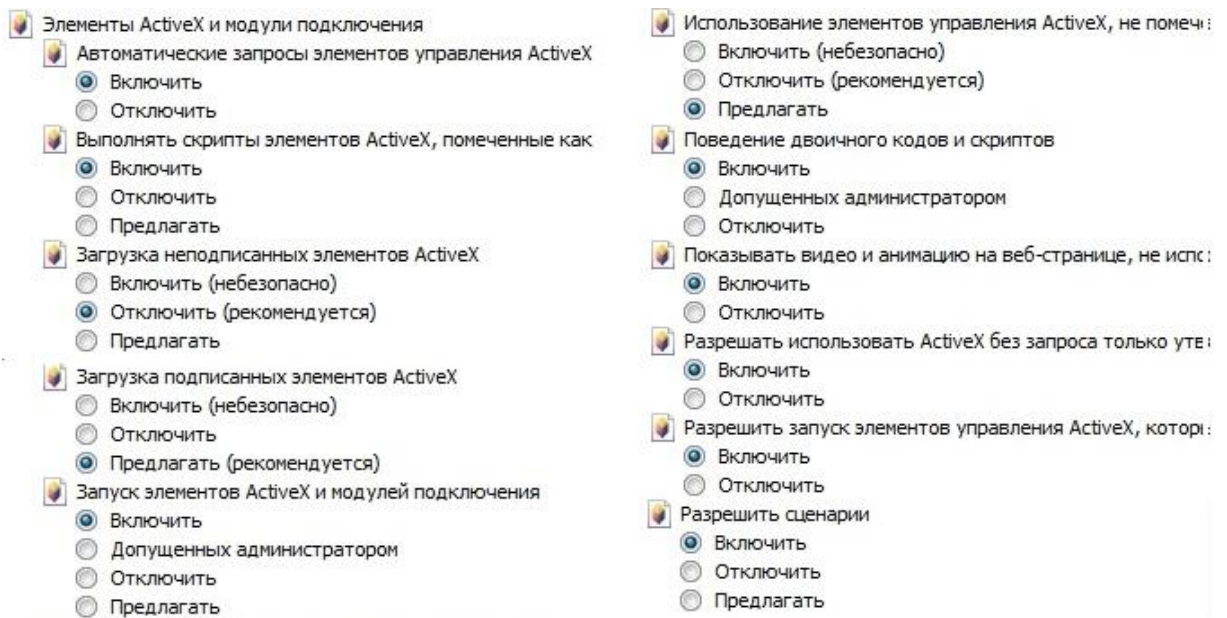 Элементы ActiveX и модули подключения
Автоматические запросы элементов управления ActiveX
Включить
Отключить
Выполнять скрипты элементов ActiveX, помеченные как
Включить
Отключить
Предлагать
Загрузка неподписанных элементов ActiveX
Включить (небезопасно)
Отключить (рекомендуется)
Предлагать
Загрузка подписанных элементов ActiveX
Включить (небезопасно)
Отключить
Предлагать (рекомендуется)
Запуск элементов ActiveX и модулей подключения
Включить
Допущенных администратором
Отключить
Предлагать
Использование элементов управления ActiveX, не
Включить (небезопасно)
Отключить (рекомендуется)
Предлагать
Поведение двоичного кодов и скриптов
Включить
Допущенных администратором
Отключить
Показывать видео и анимацию на веб-странице, не
Включить
Отключить
Разрешать использовать ActiveX без запроса только
Включить
Отключить
Разрешить запуск элементов управления ActiveX,
Включить
Отключить
Разрешить сценарии
Включить
Отключить
Предлагать